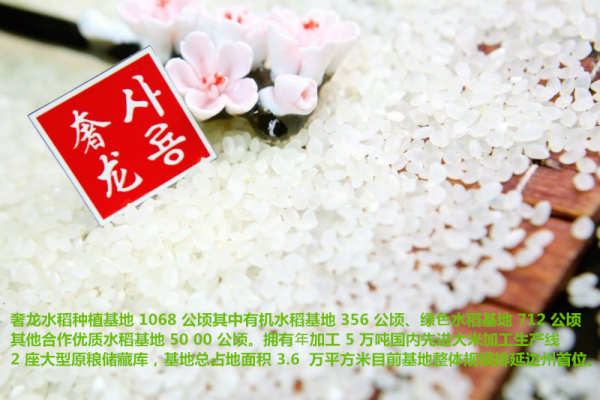 奢龙
사룡
奢龙水稻种植基地 1068 公顷其中有机水稻基地 356 公顷、绿色水稻基地 712 公顷
其他合作优质水稻基地 50 00 公顷。拥有年加工 5 万吨国内先进大米加工生产线
2 座大型原粮储藏库，基地总占地面积 3.6 万平方米目前基地整体规模排延边州首位。